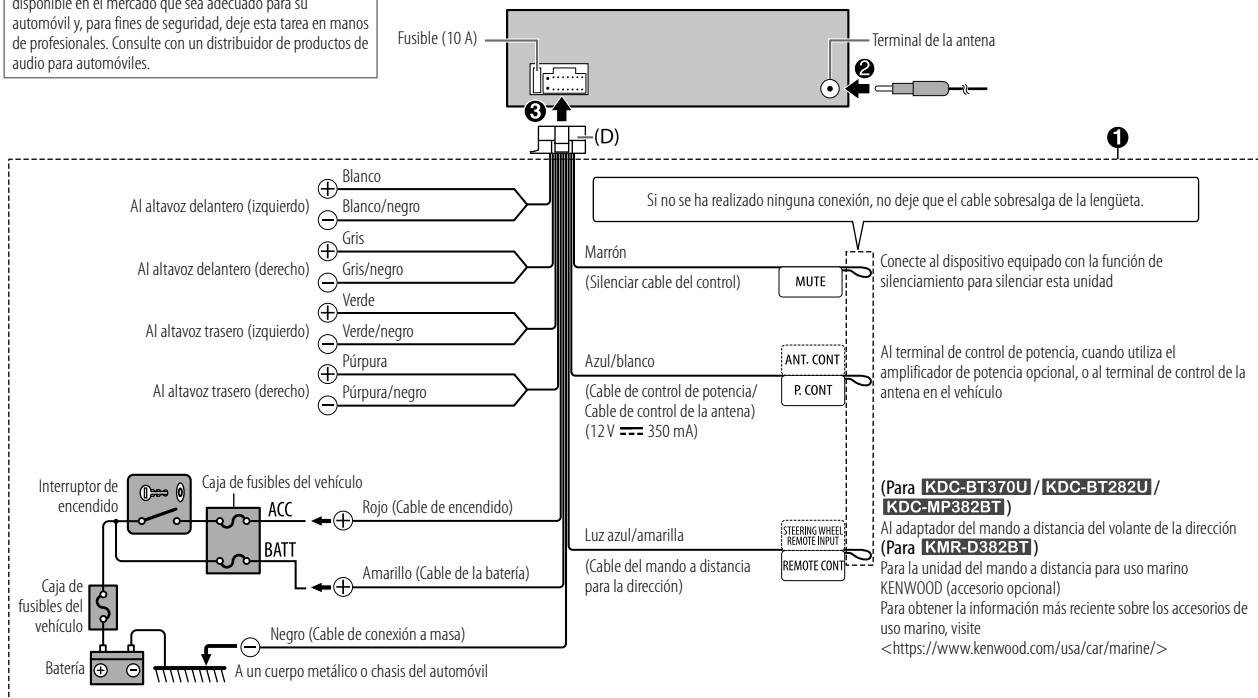 disponible en el mercado que sea adecuado para su
automóvil y, para fines de seguridad, deje esta tarea en manos
de profesionales. Consulte con un distribuidor de productos de
audio para automóviles.
Fusible (10 A)
Terminal de la antena
2
3
(D)
1
Blanco
Al altavoz delantero (izquierdo)
Blanco/negro
Gris
Al altavoz delantero (derecho)
Gris/negro
Verde
Al altavoz trasero (izquierdo)
Verde/negro
Púrpura
Al altavoz trasero (derecho)
Púrpura/negro
Si no se ha realizado ninguna conexión, no deje que el cable sobresalga de la lengüeta.
Marrón
(Silenciar cable del control)
MUTE
Conecte al dispositivo equipado con la función de
silenciamiento para silenciar esta unidad
Azul/blanco
(Cable de control de potencia/
Cable de control de la antena)
(12 V 350 mA)
ANT. CONT
P. CONT
Al terminal de control de potencia, cuando utiliza el
amplificador de potencia opcional, o al terminal de control de la
antena en el vehículo
Interruptor de
encendido
Caja de fusibles del vehículo
ACC
Rojo (Cable de encendido)
BATT
Amarillo (Cable de la batería)
Caja de
fusibles del
vehículo
Negro (Cable de conexión a masa)
Batería
A un cuerpo metálico o chasis del automóvil
Luz azul/amarilla
(Cable del mando a distancia
para la dirección)
STEERING WHEEL
REMOTE INPUT
REMOTE CONT
(Para KDC-BT370U / KDC-BT282U /
KDC-MP382BT)
Al adaptador del mando a distancia del volante de la dirección
(Para KMR-D382BT)
Para la unidad del mando a distancia para uso marino
KENWOOD (accesorio opcional)
Para obtener la información más reciente sobre los accesorios de
uso marino, visite
<https://www.kenwood.com/usa/car/marine/>